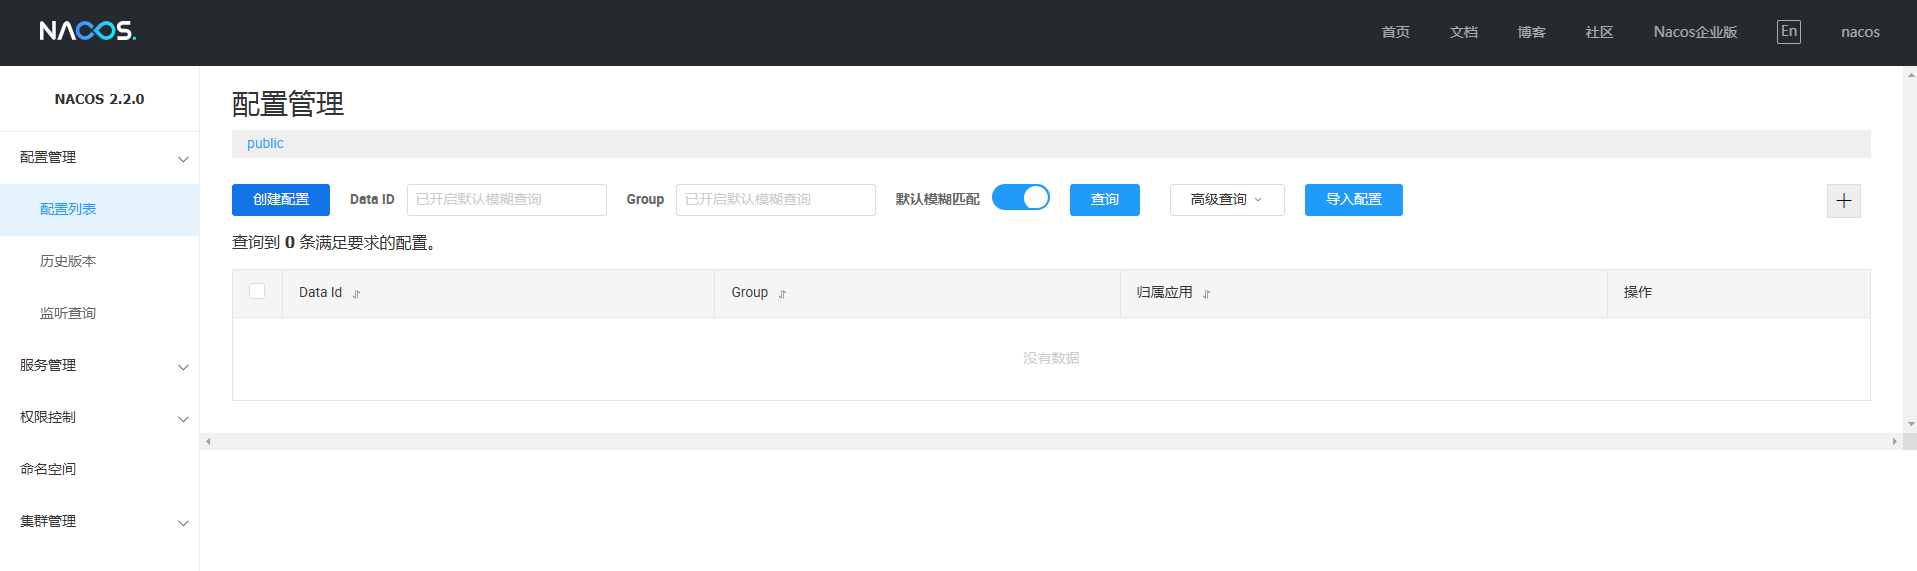 NACOS.
首页 文档 博客 社区 Nacos企业版 En nacos
NACOS 2.2.0
配置管理
配置列表
历史版本
监听查询
服务管理
权限控制
命名空间
集群管理
配置管理
public
创建配置 Data ID 已开启默认模糊查询 Group 已开启默认模糊查询 默认模糊匹配 查询 高级查询 导入配置
查询到 0 条满足要求的配置。
Data Id Group 归属应用 操作
没有数据